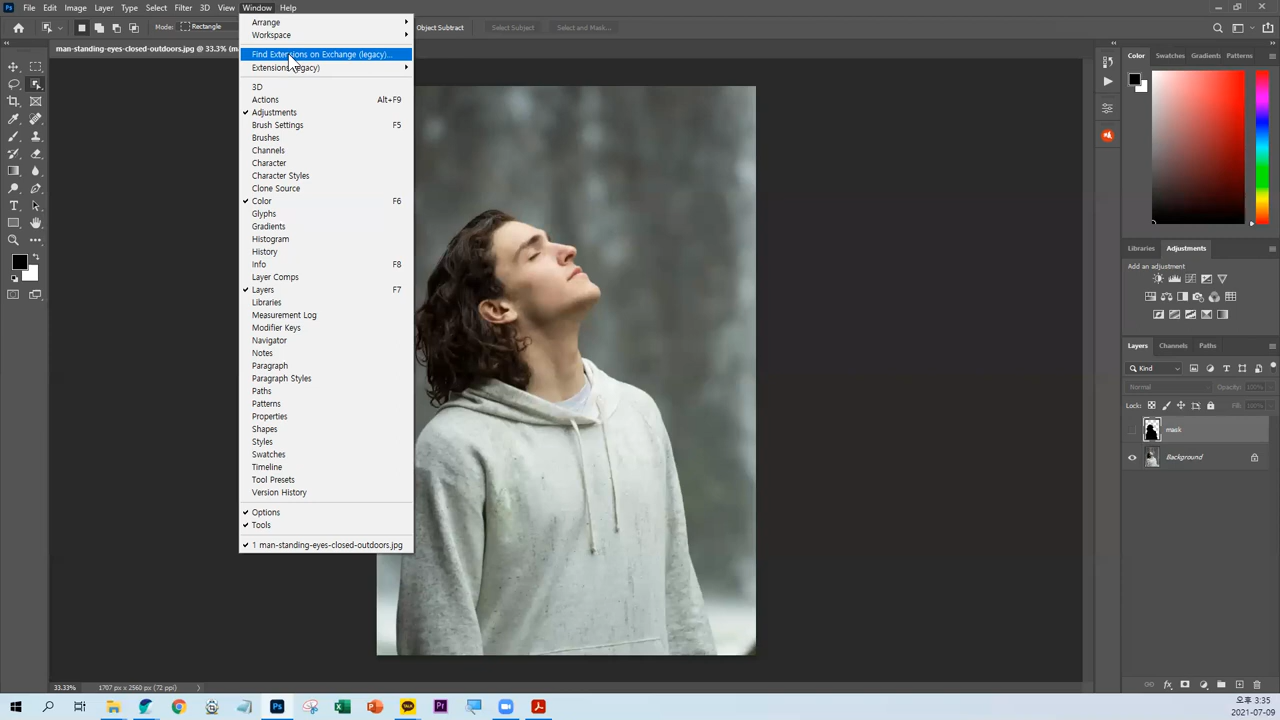 File Edit Image Layer Type Select Filter 3D View Window Help
Mode: Rectangle
Object Subtract
Select Subject
Select and Mask...
man-standing-eyes-closed-outdoors.jpg @ 33.3% (m
Arrange
Workspace
Find Extensions on Exchange (legacy)...
3D
Actions Alt+F9
Adjustments
Brush Settings F5
Brushes
Channels
Character
Character Styles
Clone Source
Color F6
Glyphs
Gradients
Histogram
History
Info F8
Layer Comps
Layers F7
Libraries
Measurement Log
Modifier Keys
Navigator
Notes
Paragraph
Paragraph Styles
Paths
Patterns
Properties
Shapes
Styles
Swatches
Timeline
Tool Presets
Version History
Options
Tools
1 man-standing-eyes-closed-outdoors.jpg
Color Swatches Gradients Patterns
Libraries Adjustments
Add an adjustment
Layers Channels Paths
Kind
Normal Opacity: 100%
Lock: Fill: 100%
mask
Background
33.33% 1707 px x 2560 px (72 ppi)
Ps
TALK
Pr
오후 3:35
2021-07-09